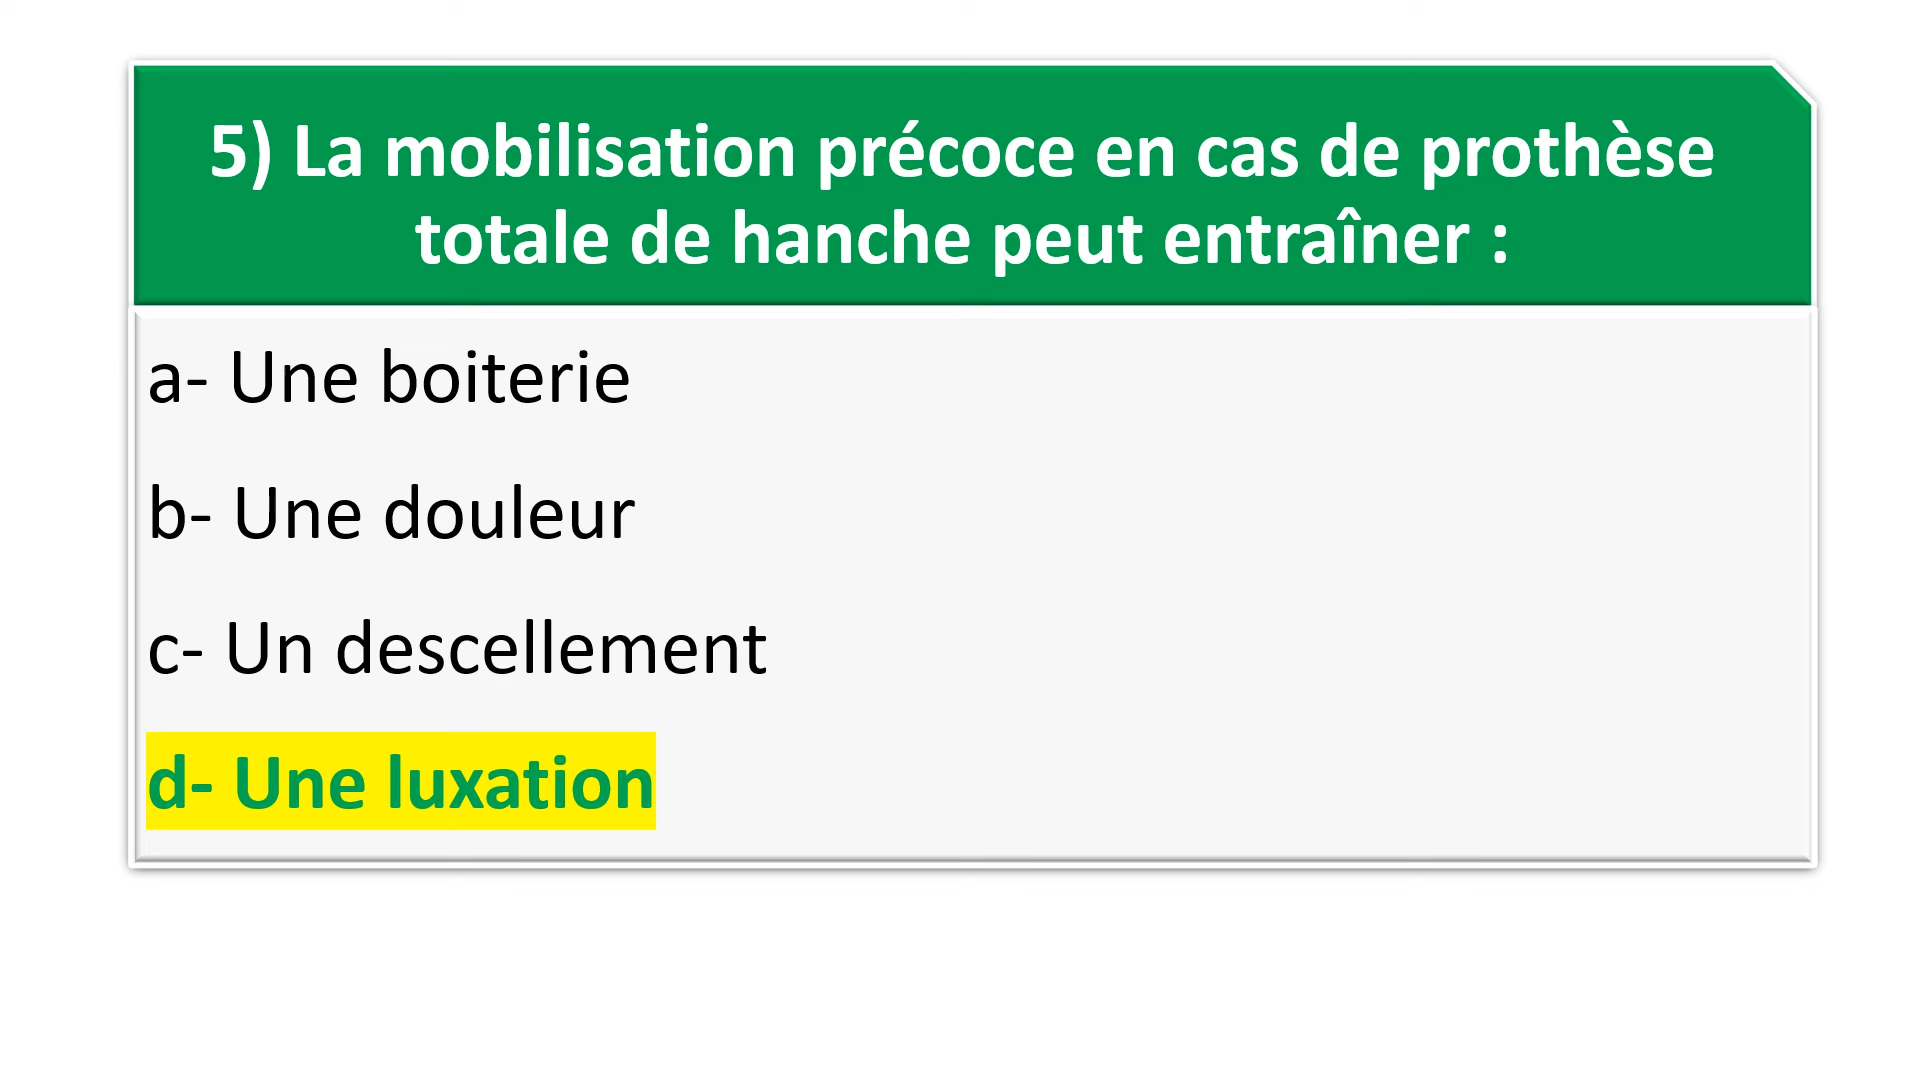 5) La mobilisation précoce en cas de prothèse
totale de hanche peut entraîner :
a- Une boiterie
b- Une douleur
c- Un descellement
d- Une luxation